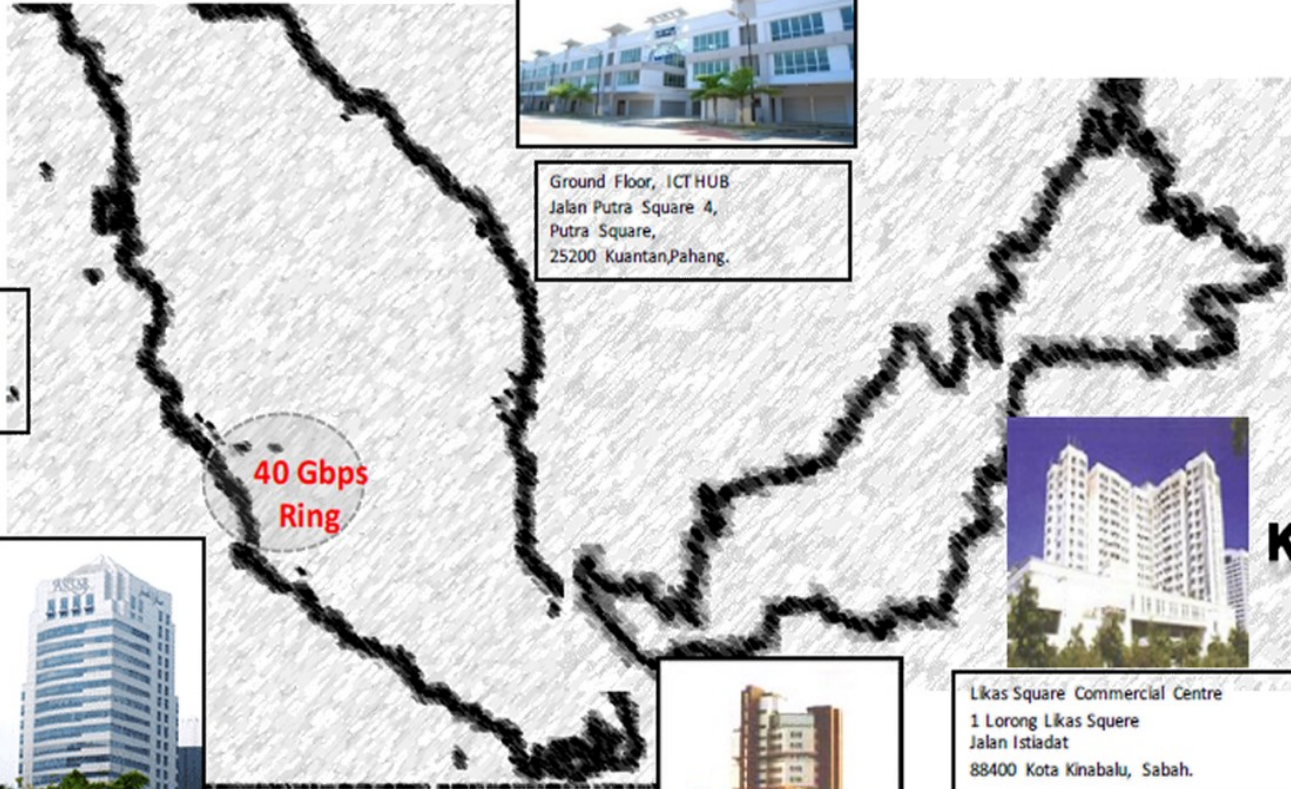 Ground Floor, ICT HUB
Jalan Putra Square 4,
Putra Square,
25200 Kuantan,Pahang.
40 Gbps
Ring
K
Likas Square Commercial Centre
1 Lorong Likas Squere
Jalan Istiadat
88400 Kota Kinabalu, Sabah.